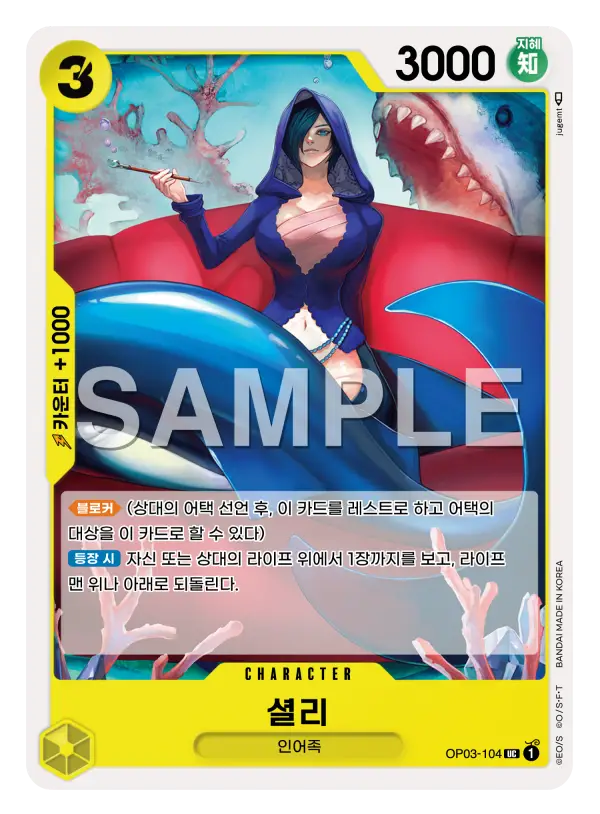 3
3000
지혜
知
jugemt
카운터 +1000
SAMPLE
블로커 (상대의 어택 선언 후, 이 카드를 레스트로 하고 어택의
대상을 이 카드로 할 수 있다)
등장 시 자신 또는 상대의 라이프 위에서 1장까지를 보고, 라이프
맨 위나 아래로 되돌린다.
CHARACTER
셜리
인어족
OP03-104 UC 1
©EO/S ©O/S·F·T BANDAI MADE IN KOREA